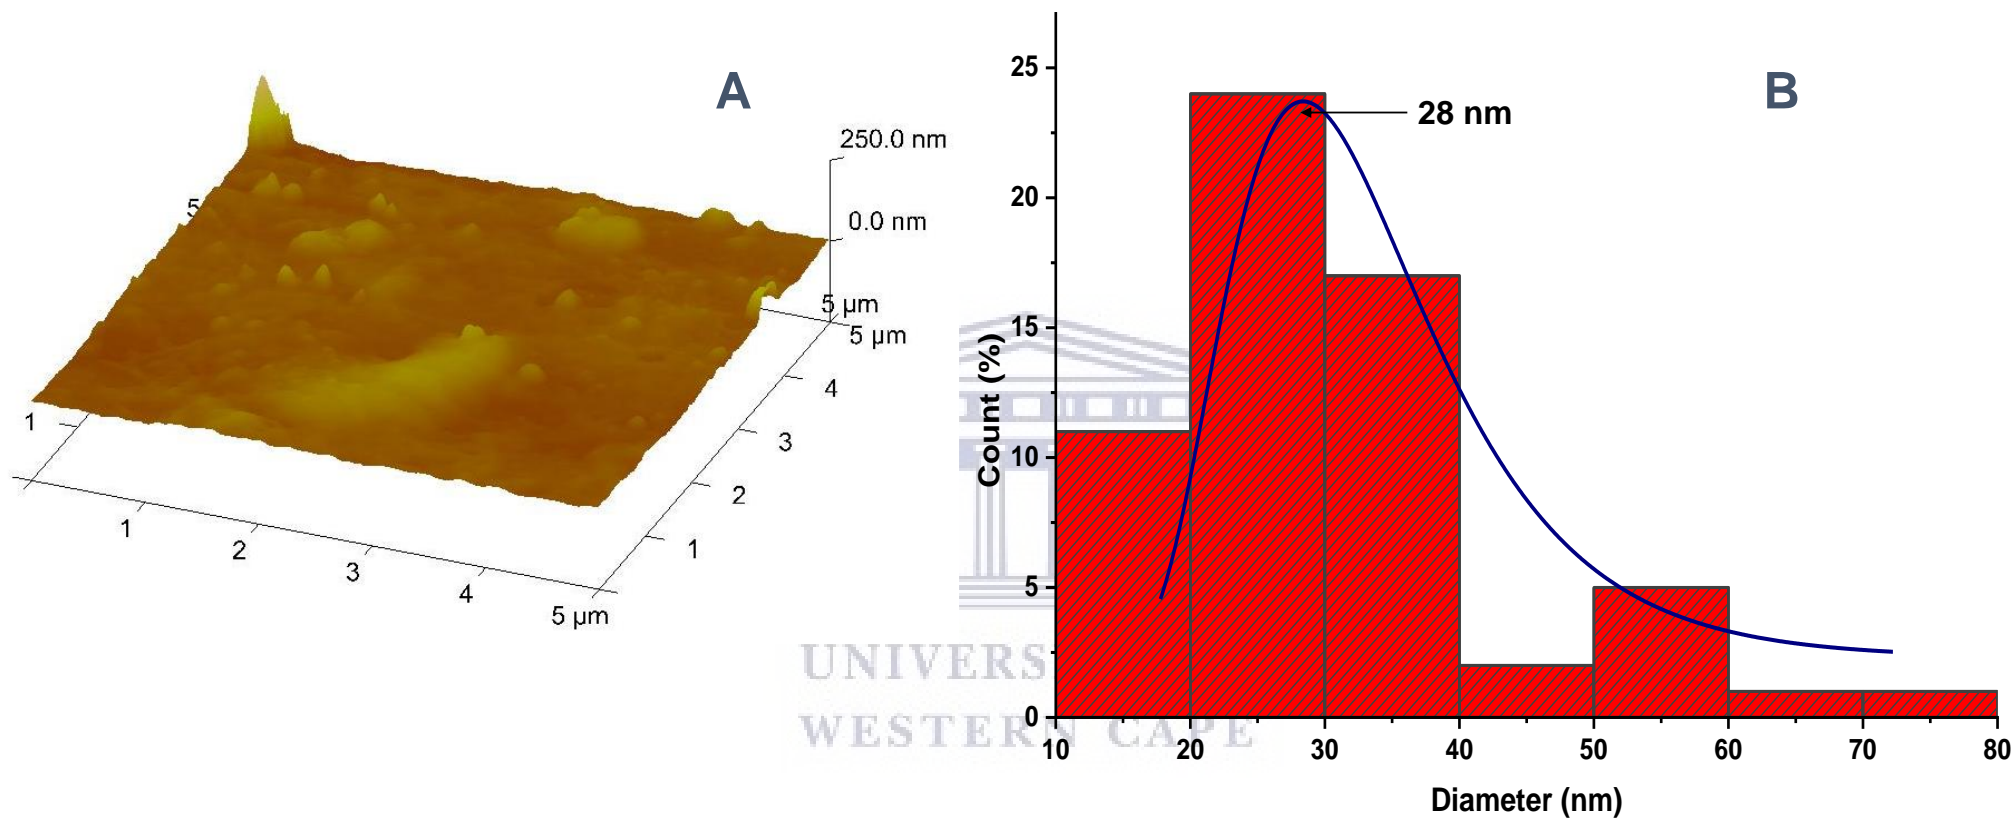 A
250.0 nm
0.0 nm
5
5 µm
5 µm
4
3
2
1
1
1
2
3
4
5 µm
B
28 nm
25
20
15
10
5
0
Count (%)
10 20 30 40 50 60 70 80
Diameter (nm)
UNIVERS
WESTERN CAPE